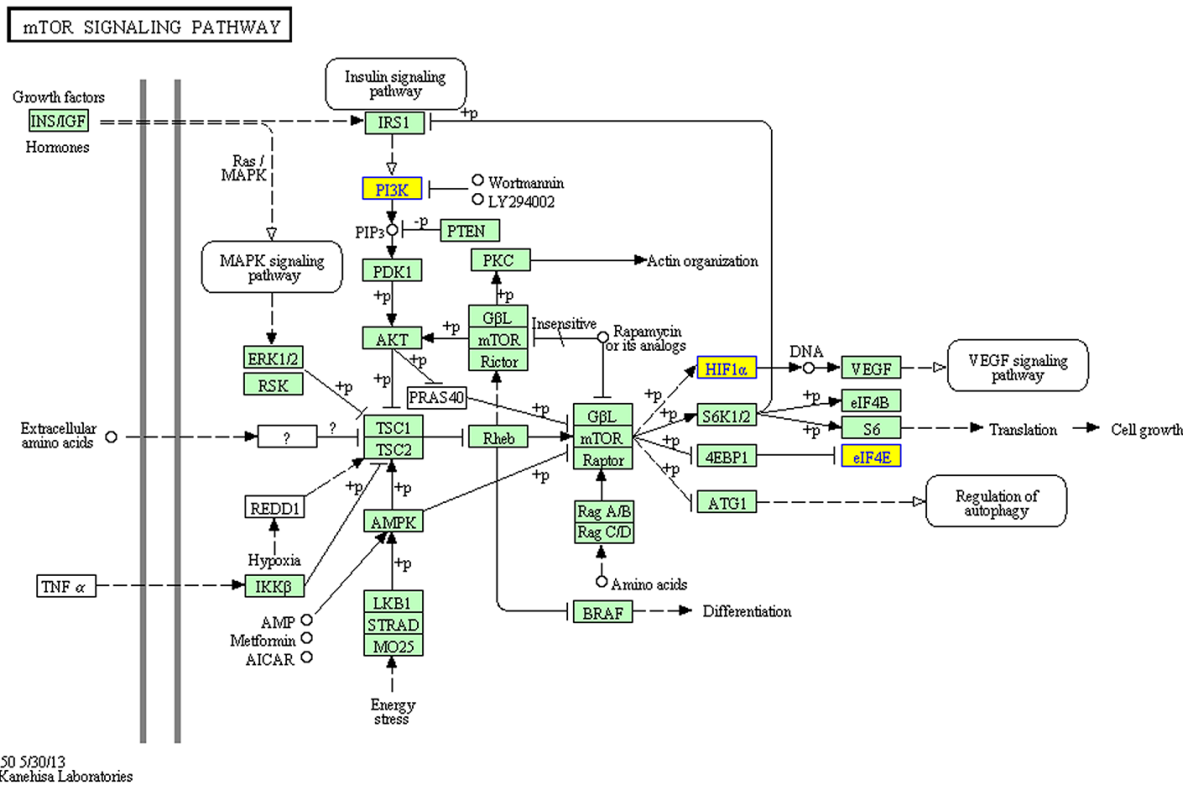 mTOR SIGNALING PATHWAY
Insulin signaling
pathway
Growth factors
INS/IGF
Hormones
IRS1
+p
Ras /
MAPK
PI3K
Wortmannin
LY294002
PIP3
-p
PTEN
MAPK signaling
pathway
PDK1
PKC
Actin organization
+p
+p
GβL
mTOR
Rictor
AKT
+p
Insensitive
Rapamycin
or its analogs
ERK1/2
RSK
+p
+p
+p
PRAS40
+p
HIF1α
DNA
VEGF
VEGF signaling
pathway
+p
+p
+p
+p
S6K1/2
+p
+p
eIF4B
S6
Translation
Cell growth
Extracellular
amino acids
?
?
TSC1
TSC2
Rheb
GβL
mTOR
Raptor
4EBP1
eIF4E
+p
+p
+p
REDD1
AMPK
Rag A/B
Rag C/D
ATG1
Regulation of
autophagy
Hypoxia
TNF α
IKKβ
+p
Amino acids
AMP
Metformin
AICAR
LKB1
STRAD
MO25
BRAF
Differentiation
Energy
stress
50 5/30/13
Kanehisa Laboratories